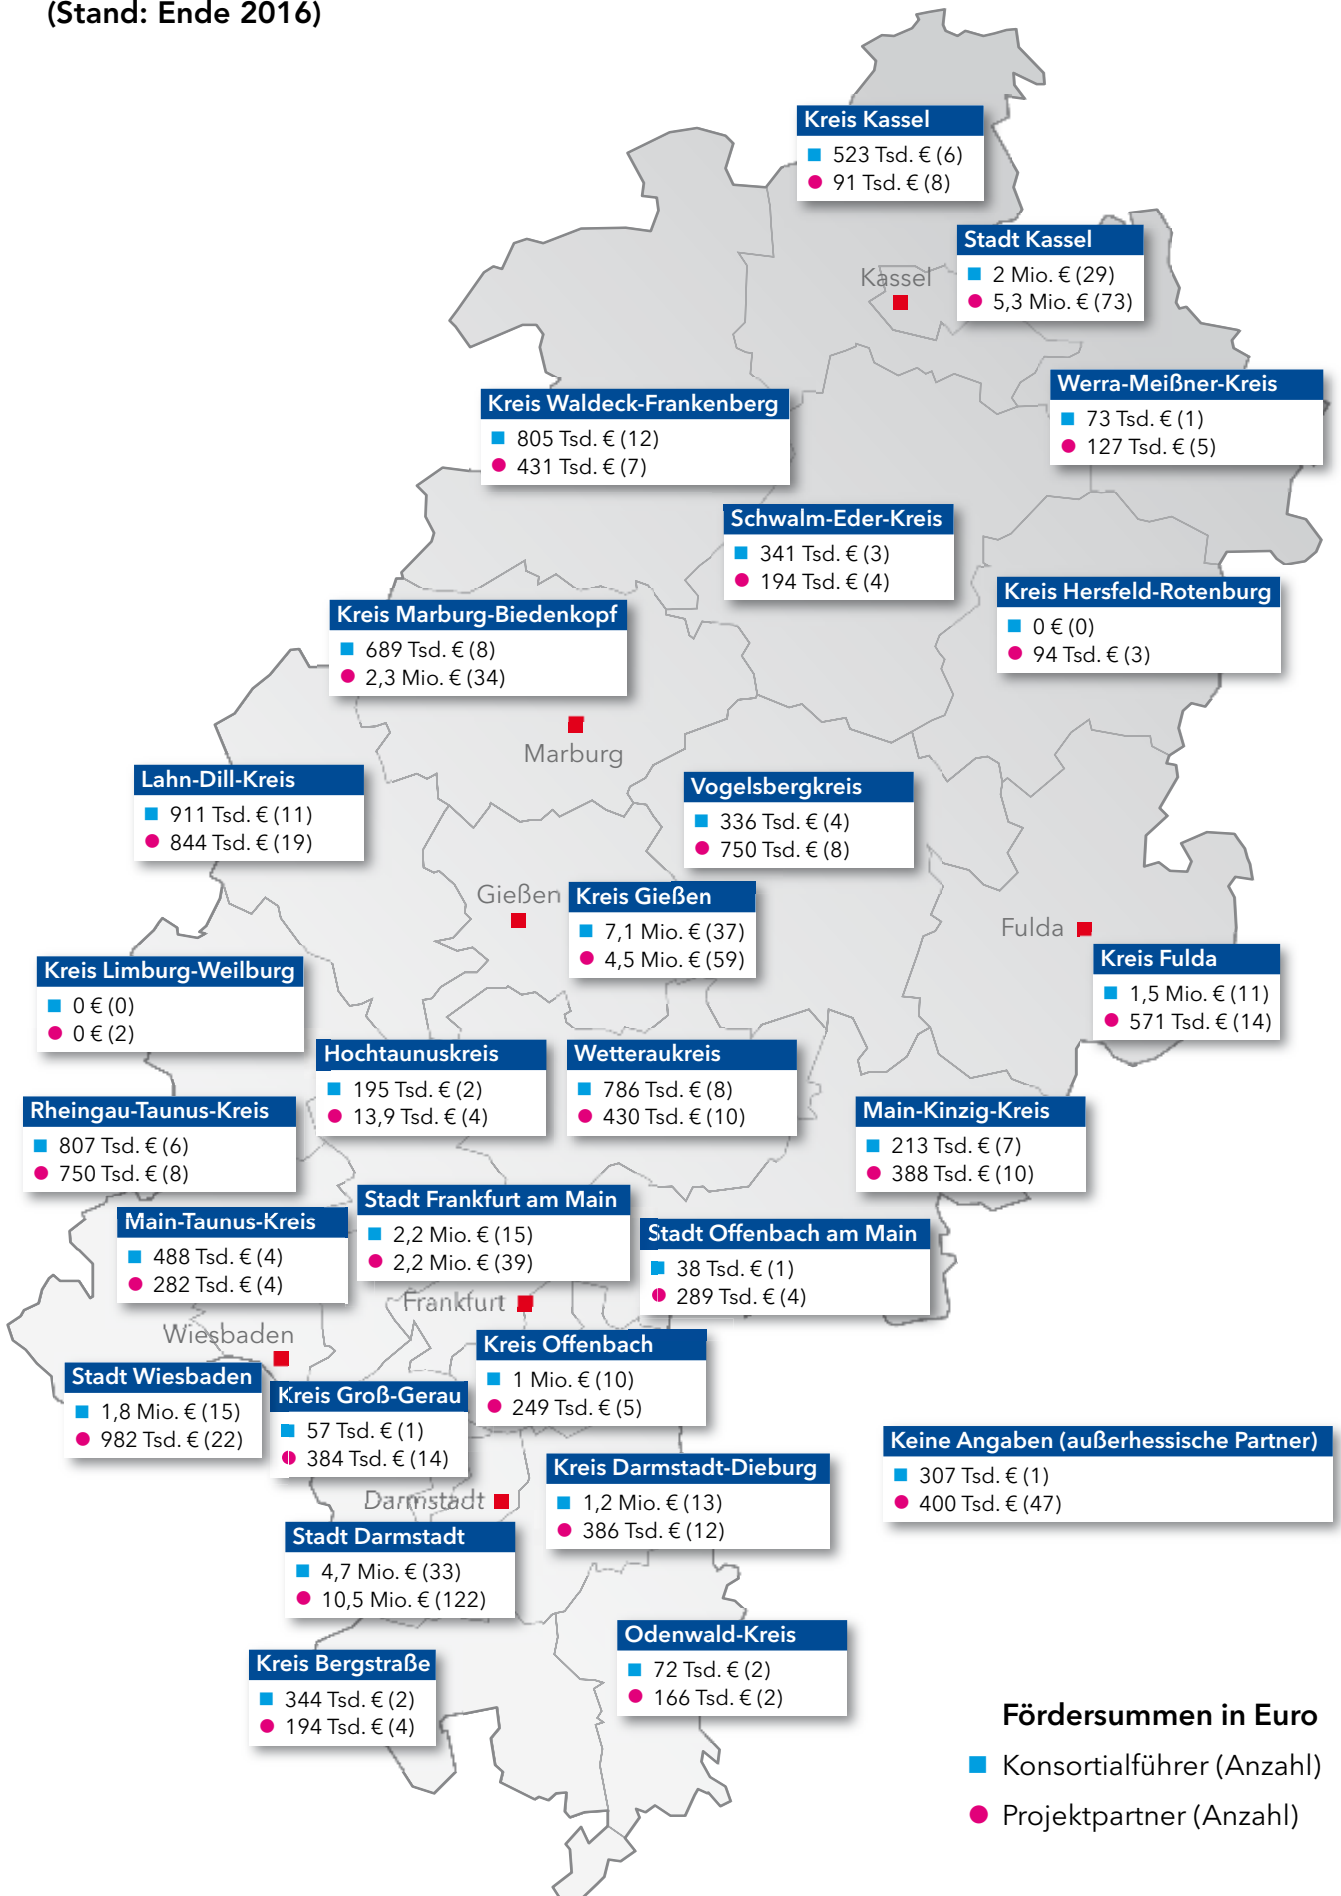 (Stand: Ende 2016)
Kreis Kassel
523 Tsd. € (6)
91 Tsd. € (8)
Stadt Kassel
2 Mio. € (29)
5,3 Mio. € (73)
Kassel
Werra-Meißner-Kreis
73 Tsd. € (1)
127 Tsd. € (5)
Kreis Waldeck-Frankenberg
805 Tsd. € (12)
431 Tsd. € (7)
Schwalm-Eder-Kreis
341 Tsd. € (3)
194 Tsd. € (4)
Kreis Hersfeld-Rotenburg
0 € (0)
94 Tsd. € (3)
Kreis Marburg-Biedenkopf
689 Tsd. € (8)
2,3 Mio. € (34)
Marburg
Lahn-Dill-Kreis
911 Tsd. € (11)
844 Tsd. € (19)
Vogelsbergkreis
336 Tsd. € (4)
750 Tsd. € (8)
Gießen
Kreis Gießen
7,1 Mio. € (37)
4,5 Mio. € (59)
Fulda
Kreis Fulda
1,5 Mio. € (11)
571 Tsd. € (14)
Kreis Limburg-Weilburg
0 € (0)
0 € (2)
Hochtaunuskreis
195 Tsd. € (2)
13,9 Tsd. € (4)
Wetteraukreis
786 Tsd. € (8)
430 Tsd. € (10)
Rheingau-Taunus-Kreis
807 Tsd. € (6)
750 Tsd. € (8)
Main-Kinzig-Kreis
213 Tsd. € (7)
388 Tsd. € (10)
Stadt Frankfurt am Main
2,2 Mio. € (15)
2,2 Mio. € (39)
Main-Taunus-Kreis
488 Tsd. € (4)
282 Tsd. € (4)
Stadt Offenbach am Main
38 Tsd. € (1)
289 Tsd. € (4)
Frankfurt
Wiesbaden
Kreis Offenbach
1 Mio. € (10)
249 Tsd. € (5)
Stadt Wiesbaden
1,8 Mio. € (15)
982 Tsd. € (22)
Kreis Groß-Gerau
57 Tsd. € (1)
384 Tsd. € (14)
Keine Angaben (außerhessische Partner)
307 Tsd. € (1)
400 Tsd. € (47)
Kreis Darmstadt-Dieburg
1,2 Mio. € (13)
386 Tsd. € (12)
Darmstadt
Stadt Darmstadt
4,7 Mio. € (33)
10,5 Mio. € (122)
Odenwald-Kreis
72 Tsd. € (2)
166 Tsd. € (2)
Kreis Bergstraße
344 Tsd. € (2)
194 Tsd. € (4)
Fördersummen in Euro
Konsortialführer (Anzahl)
Projektpartner (Anzahl)